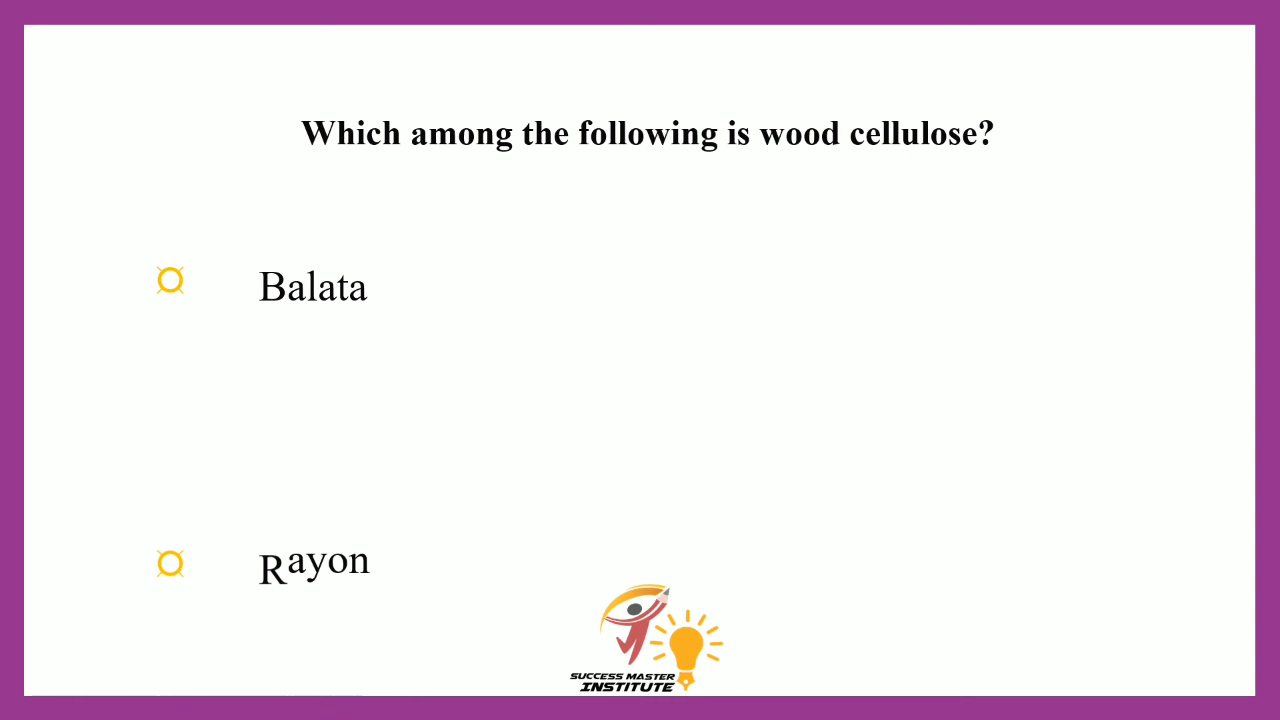 Which among the following is wood cellulose?
Balata
Rayon
SUCCESS MASTER
INSTITUTE